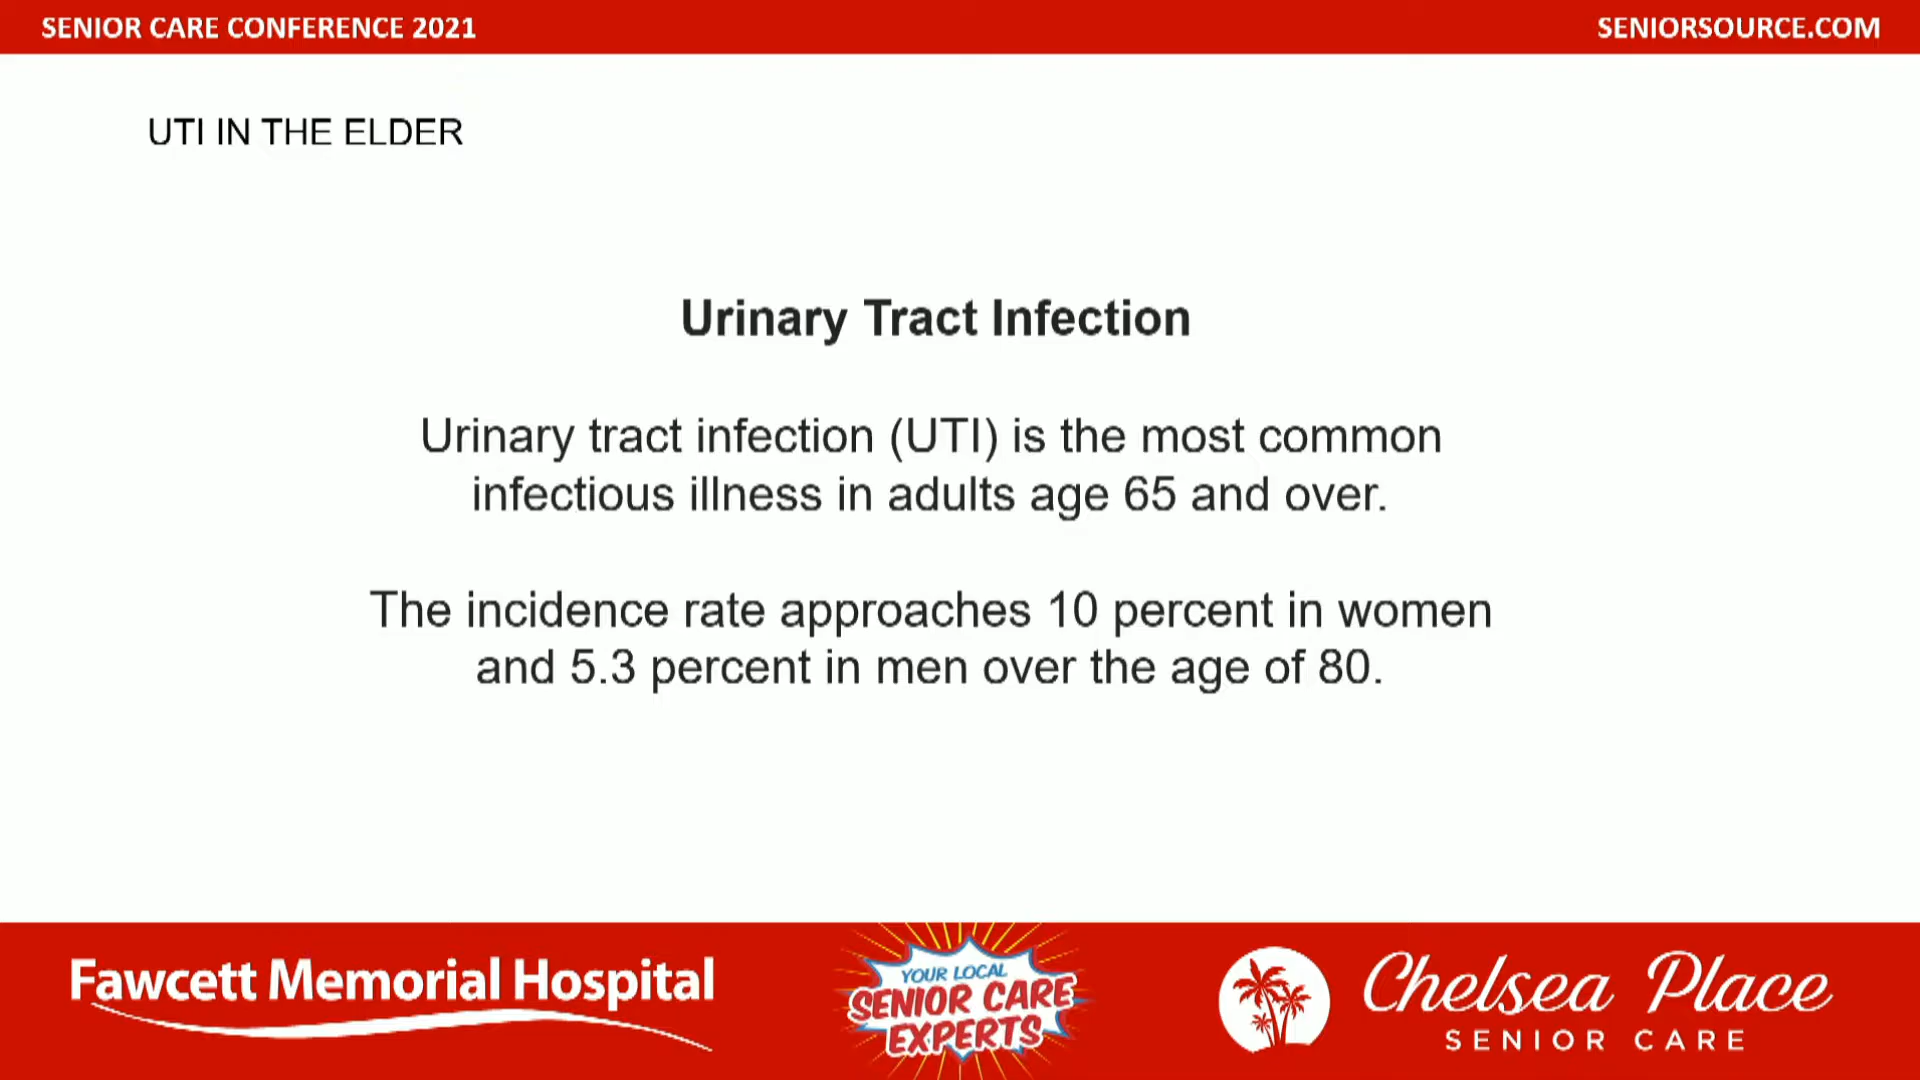 SENIOR CARE CONFERENCE 2021
SENIORSOURCE.COM
UTI IN THE ELDER
Urinary Tract Infection
Urinary tract infection (UTI) is the most common
infectious illness in adults age 65 and over.
The incidence rate approaches 10 percent in women
and 5.3 percent in men over the age of 80.
Fawcett Memorial Hospital
YOUR LOCAL
SENIOR CARE
EXPERTS
Chelsea Place
SENIOR CARE